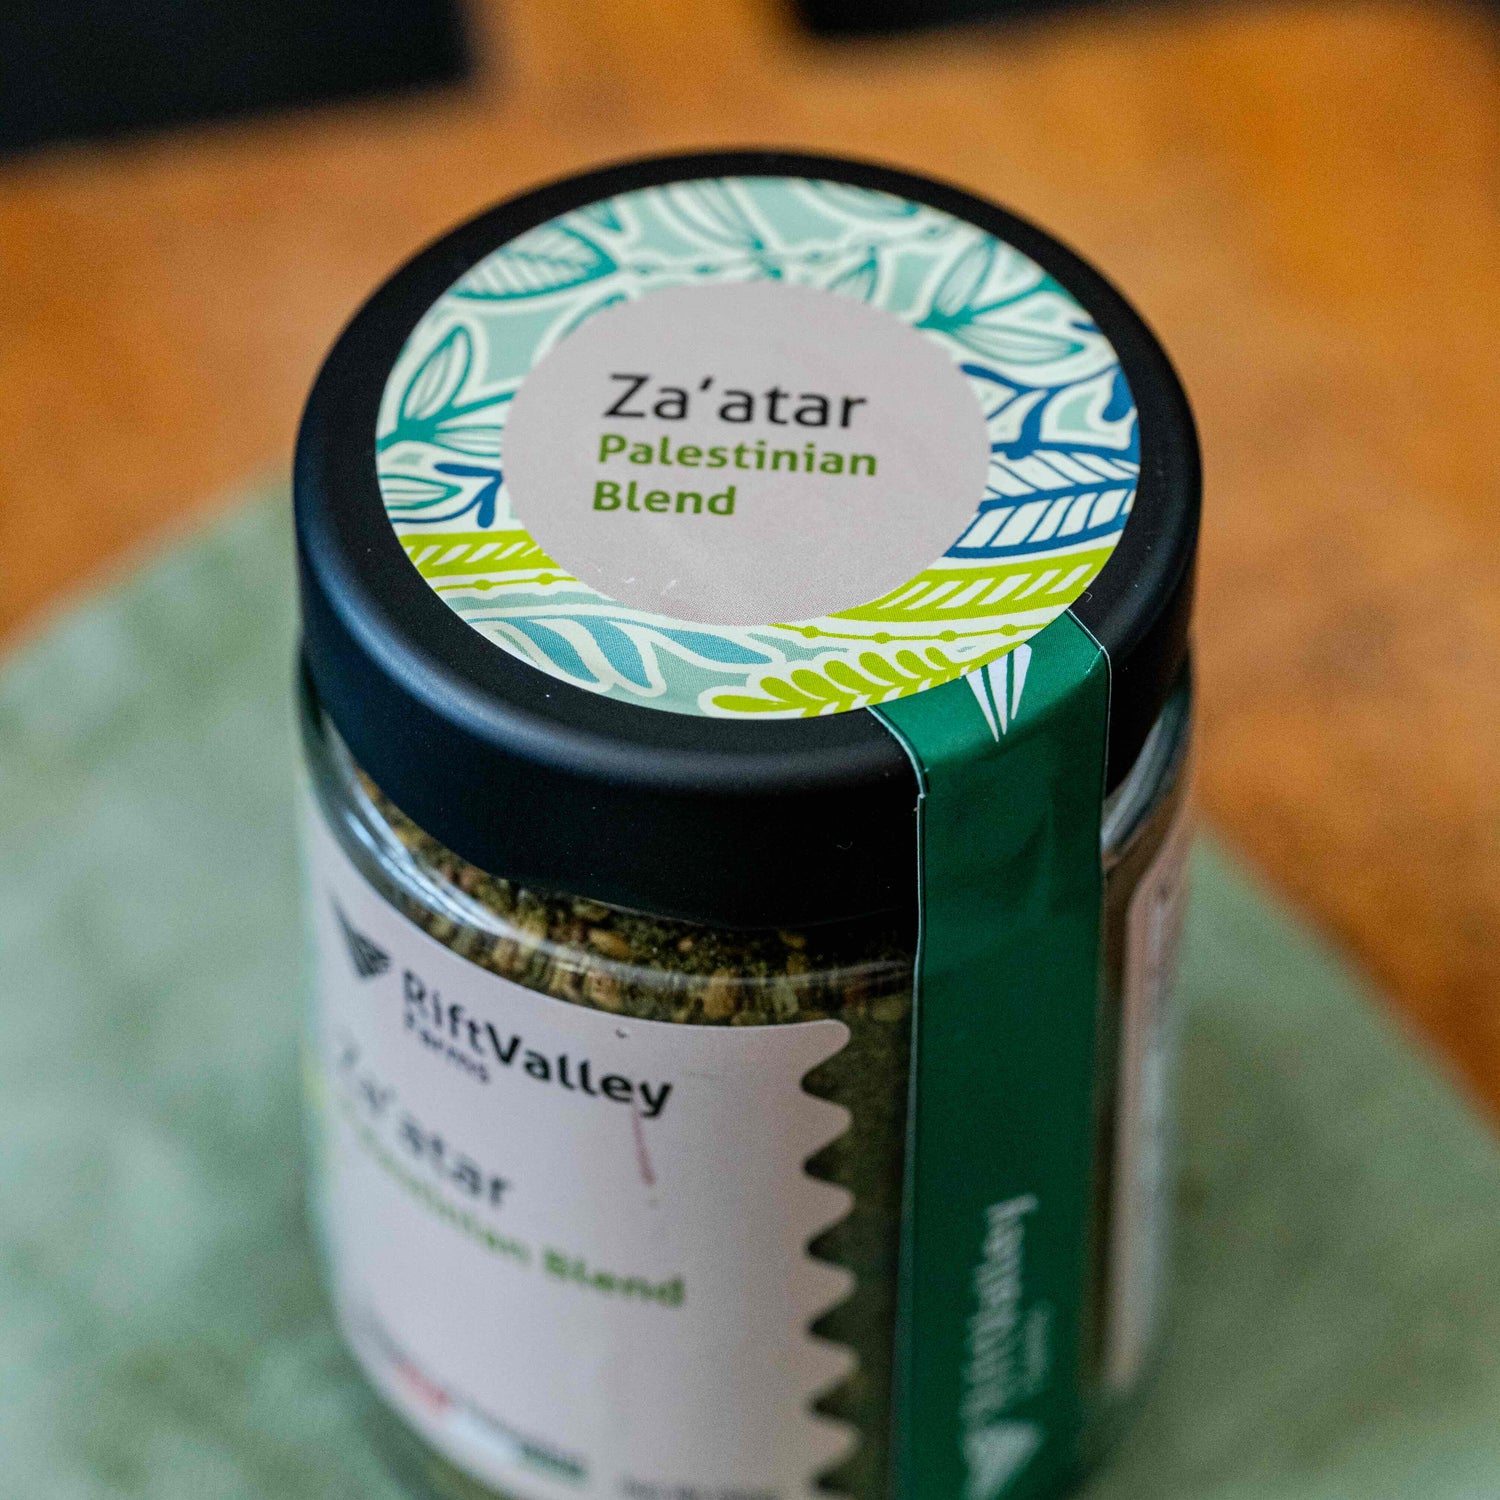 Za'atar
Palestinian
Blend
RiftValley
Farms
Za'atar
Palestinian Blend